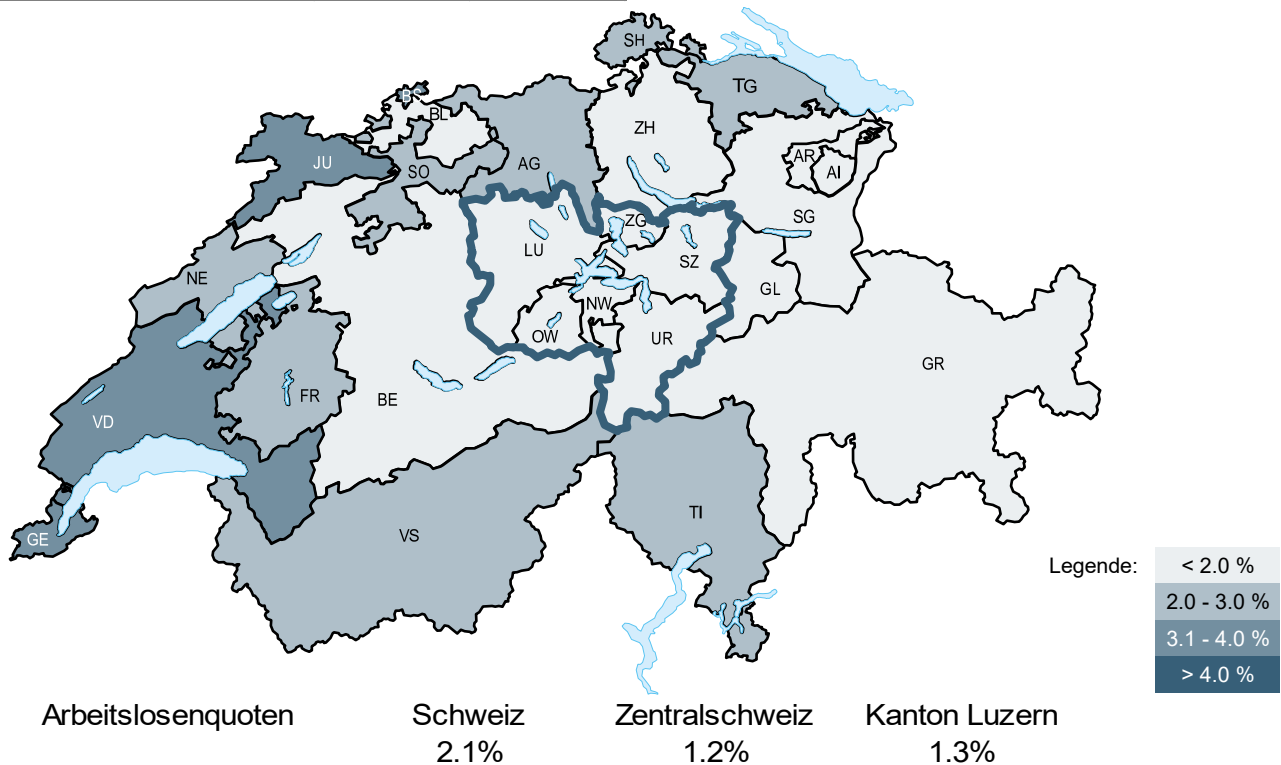 SH
TG
BS
BL
ZH
JU
SO
AG
AR
AI
SG
ZG
LU
SZ
NE
GL
NW
OW
UR
GR
FR
BE
VD
TI
VS
GE
Legende:
< 2.0 %
2.0 - 3.0 %
3.1 - 4.0 %
> 4.0 %
Arbeitslosenquoten Schweiz Zentralschweiz Kanton Luzern
2.1% 1.2% 1.3%